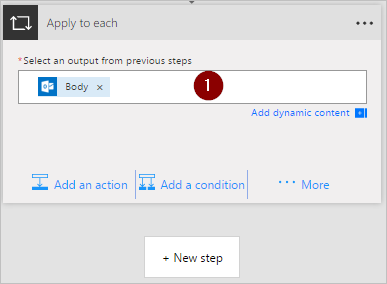 Apply to each
*Select an output from previous steps
Body ×
1
Add dynamic content
Add an action
Add a condition
More
+ New step